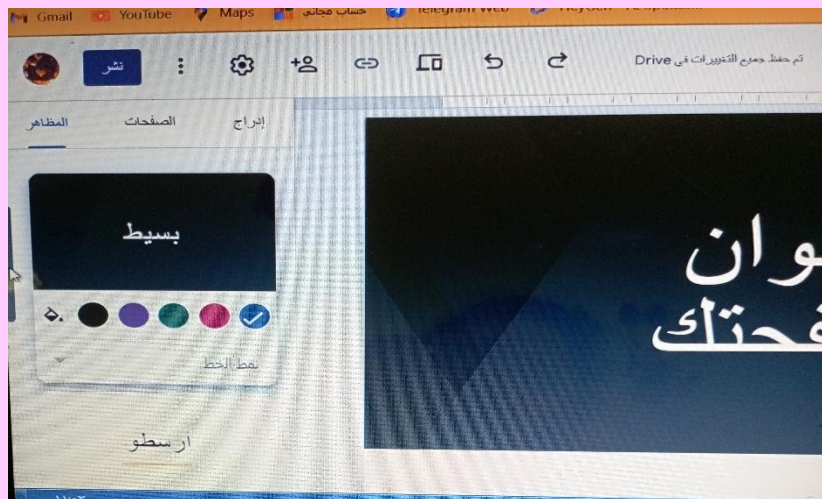 Gmail
YouTube
Maps
حساب مجاني
Telegram Web
نشر
تم حفظ جميع التغييرات في Drive
إدراج
الصفحات
المظاهر
بسيط
نمط الخط
أرسطو
وان
فحتك